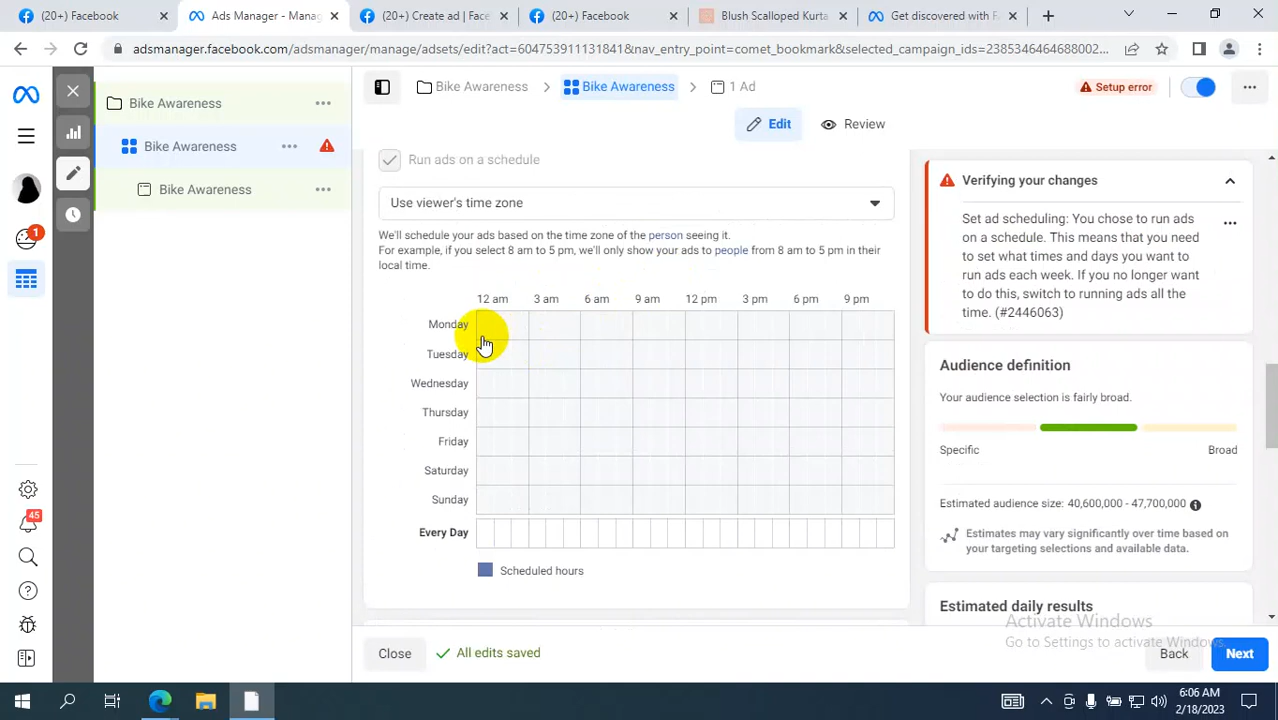 (20+) Facebook
Ads Manager - Manag
(20+) Create ad | Face
(20+) Facebook
Blush Scalloped Kurta
Get discovered with FA
adsmanager.facebook.com/adsmanager/manage/adsets/edit?act=604753911131841&nav_entry_point=comet_bookmark&selected_campaign_ids=2385346464688002...
Bike Awareness
Bike Awareness
1 Ad
Setup error
Bike Awareness
Bike Awareness
Bike Awareness
Edit
Review
1
45
Run ads on a schedule
Use viewer's time zone
We'll schedule your ads based on the time zone of the person seeing it.
For example, if you select 8 am to 5 pm, we'll only show your ads to people from 8 am to 5 pm in their
local time.
12 am 3 am 6 am 9 am 12 pm 3 pm 6 pm 9 pm
Monday
Tuesday
Wednesday
Thursday
Friday
Saturday
Sunday
Every Day
Scheduled hours
Verifying your changes
Set ad scheduling: You chose to run ads
on a schedule. This means that you need
to set what times and days you want to
run ads each week. If you no longer want
to do this, switch to running ads all the
time. (#2446063)
Audience definition
Your audience selection is fairly broad.
Specific
Broad
Estimated audience size: 40,600,000 - 47,700,000
Estimates may vary significantly over time based on
your targeting selections and available data.
Estimated daily results
Activate Windows
Go to Settings to activate Windows.
Close
All edits saved
Back
Next
6:06 AM
2/18/2023